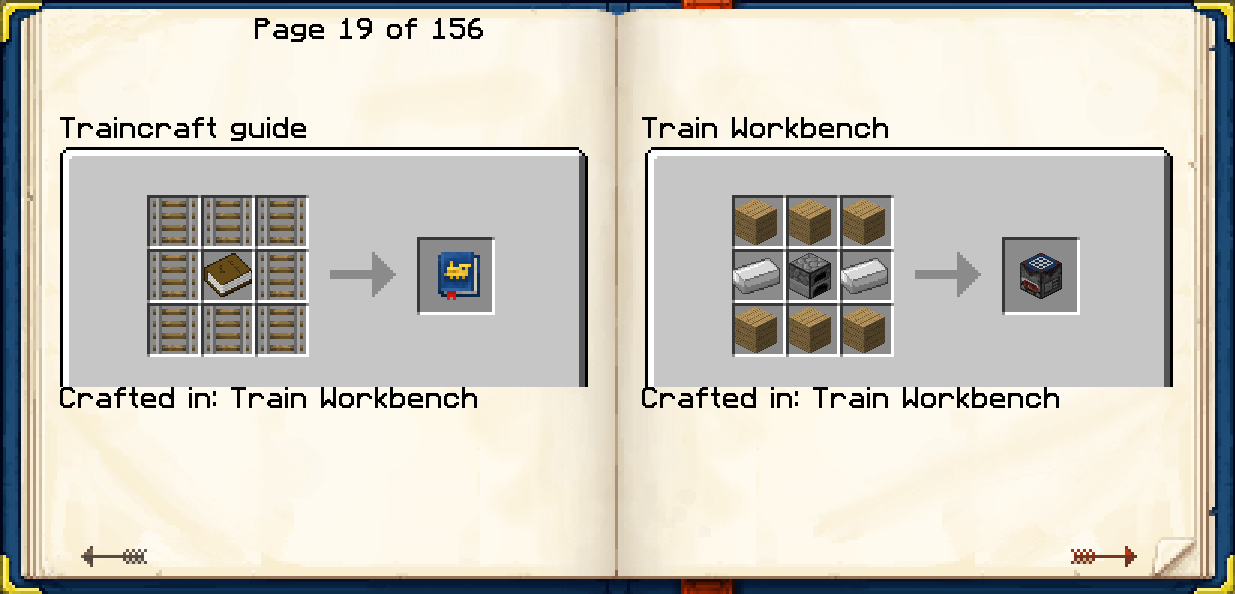 Page 19 of 156
Traincraft guide
Crafted in: Train Workbench
Train Workbench
Crafted in: Train Workbench